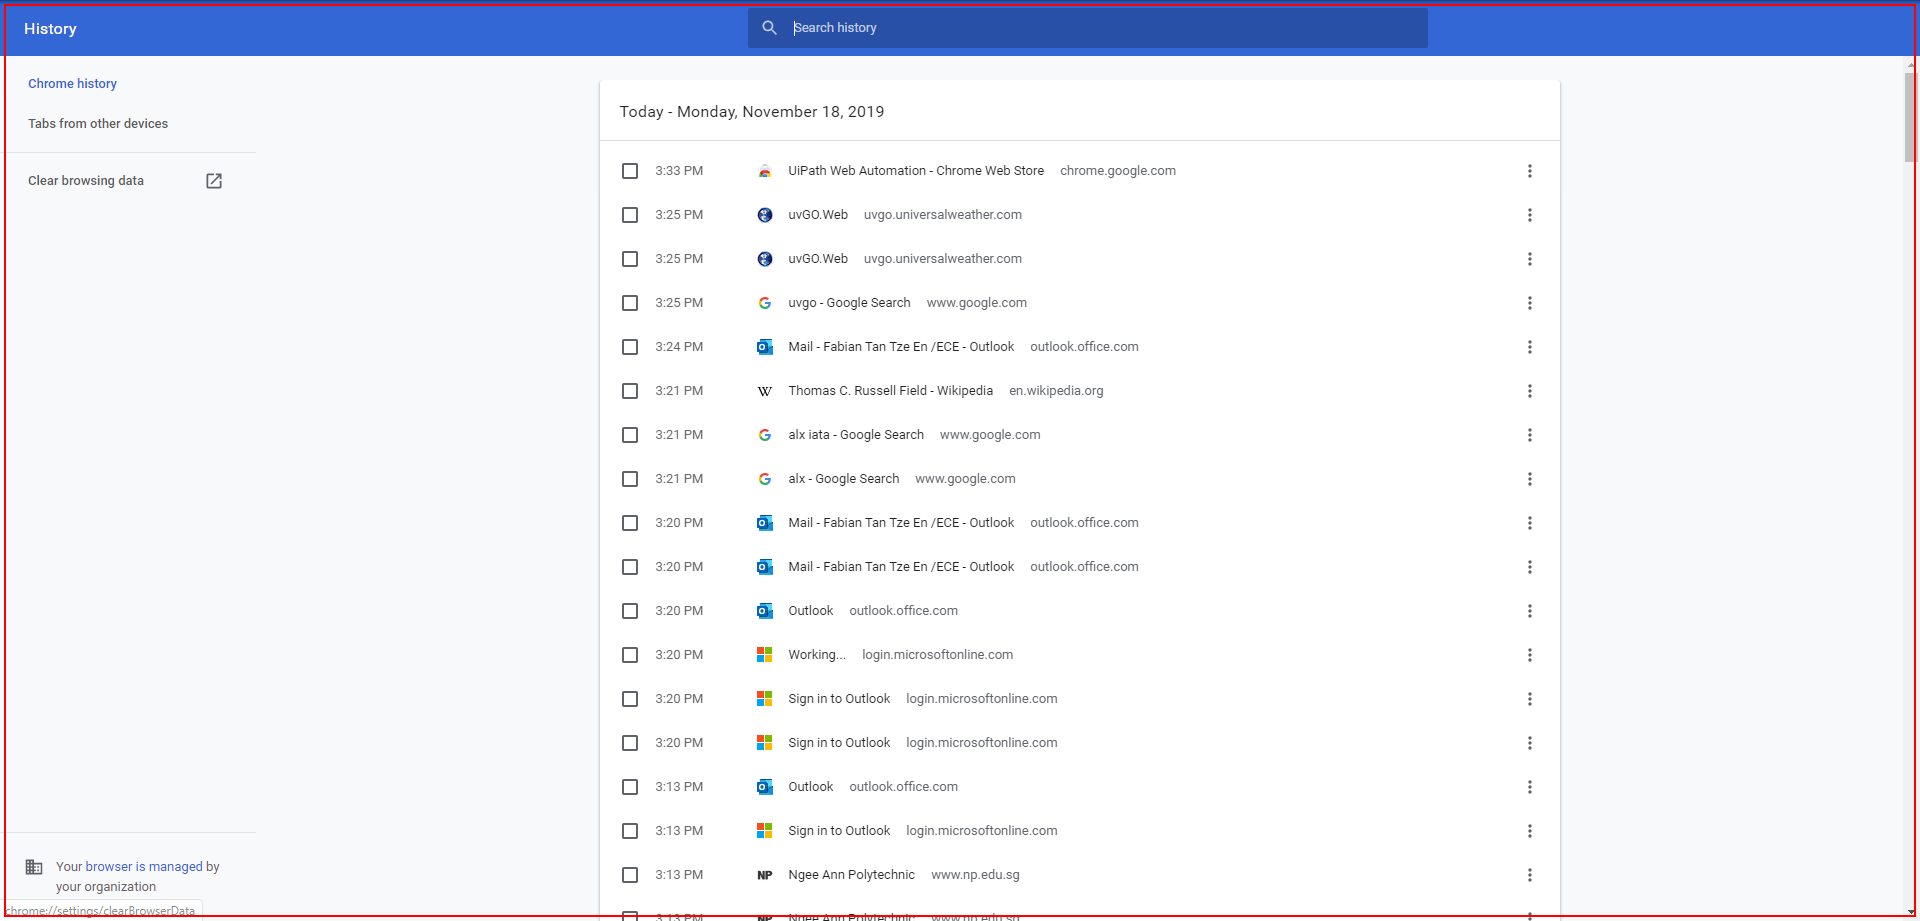 History
Search history
Chrome history
Tabs from other devices
Clear browsing data
Today - Monday, November 18, 2019
3:33 PM UiPath Web Automation - Chrome Web Store chrome.google.com
3:25 PM uvGO.Web uvgo.universalweather.com
3:25 PM uvGO.Web uvgo.universalweather.com
3:25 PM uvgo - Google Search www.google.com
3:24 PM Mail - Fabian Tan Tze En /ECE - Outlook outlook.office.com
3:21 PM W Thomas C. Russell Field - Wikipedia en.wikipedia.org
3:21 PM alx iata - Google Search www.google.com
3:21 PM alx - Google Search www.google.com
3:20 PM Mail - Fabian Tan Tze En /ECE - Outlook outlook.office.com
3:20 PM Mail - Fabian Tan Tze En /ECE - Outlook outlook.office.com
3:20 PM Outlook outlook.office.com
3:20 PM Working... login.microsoftonline.com
3:20 PM Sign in to Outlook login.microsoftonline.com
3:20 PM Sign in to Outlook login.microsoftonline.com
3:13 PM Outlook outlook.office.com
3:13 PM Sign in to Outlook login.microsoftonline.com
3:13 PM NP Ngee Ann Polytechnic www.np.edu.sg
3:13 PM NP Ngee Ann Polytechnic www.np.edu.sg
Your browser is managed by
your organization
chrome://settings/clearBrowserData